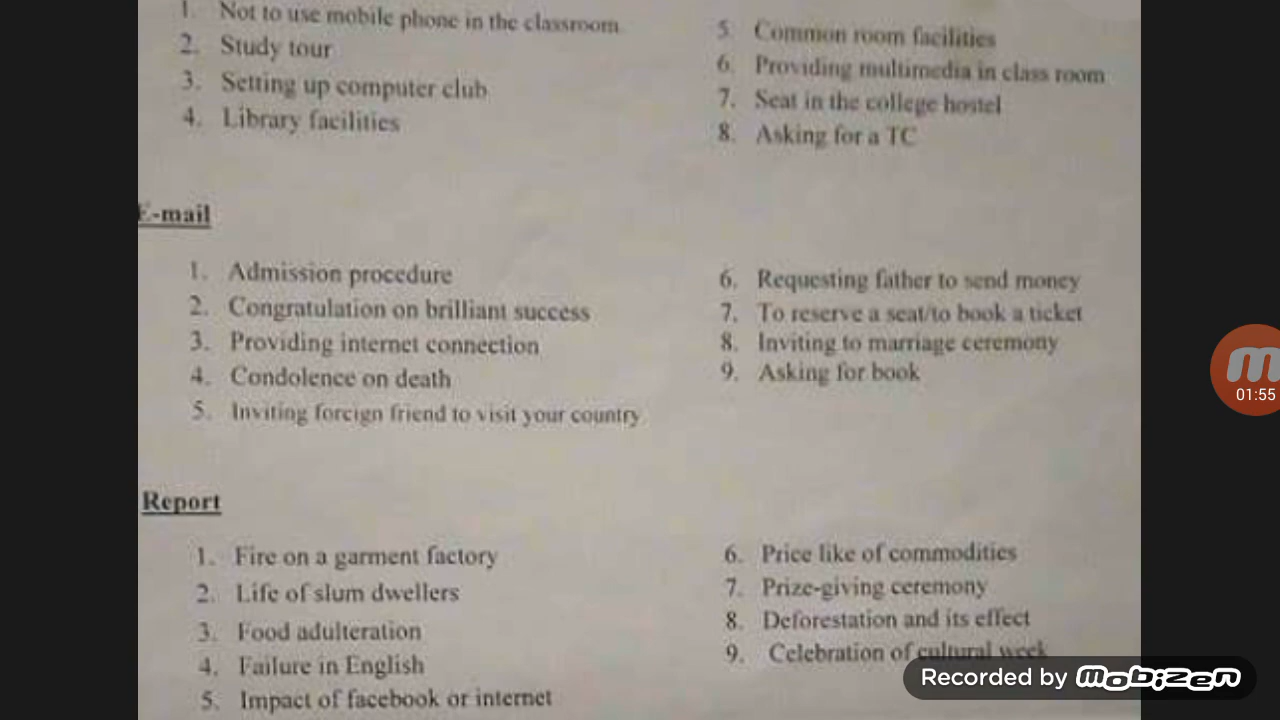 1. Not to use mobile phone in the classroom
2. Study tour
3. Setting up computer club
4. Library facilities
5. Common room facilities
6. Providing multimedia in class room
7. Seat in the college hostel
8. Asking for a TC
E-mail
1. Admission procedure
2. Congratulation on brilliant success
3. Providing internet connection
4. Condolence on death
5. Inviting foreign friend to visit your country
6. Requesting father to send money
7. To reserve a seat/to book a ticket
8. Inviting to marriage ceremony
9. Asking for book
Report
1. Fire on a garment factory
2. Life of slum dwellers
3. Food adulteration
4. Failure in English
5. Impact of facebook or internet
6. Price like of commodities
7. Prize-giving ceremony
8. Deforestation and its effect
9. Celebration of cultural week
01:55
Recorded by mobizen